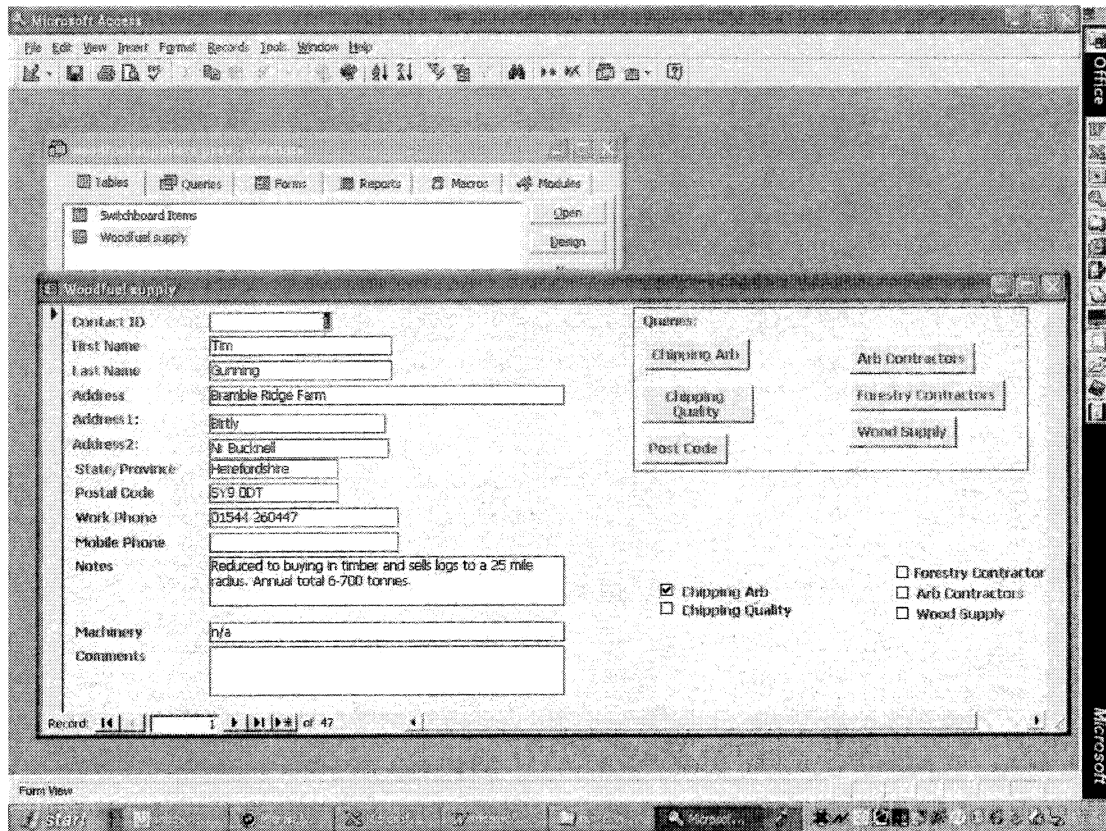 Microsoft Access
File Edit View Insert Format Records Tools Window Help
Office
Tables Queries Forms Reports Macros Modules
Switchboard Items
Woodfuel supply
Open
Design
Woodfuel supply
Contact ID
First Name Tim
Last Name Gunning
Address Bramble Ridge Farm
Address1: Birtly
Address2: Nr Bucknell
State/Province Herefordshire
Postal Code SY9 0DT
Work Phone 01544 260447
Mobile Phone
Notes Reduced to buying in timber and sells logs to a 25 mile
radius. Annual total 6-700 tonnes.
Machinery n/a
Comments
Queries:
Chipping Arb
Arb Contractors
Chipping
Quality
Forestry Contractors
Wood Supply
Post Code
Chipping Arb
Chipping Quality
Forestry Contractor
Arb Contractors
Wood Supply
Record: 1 of 47
Microsoft
Form View
Start